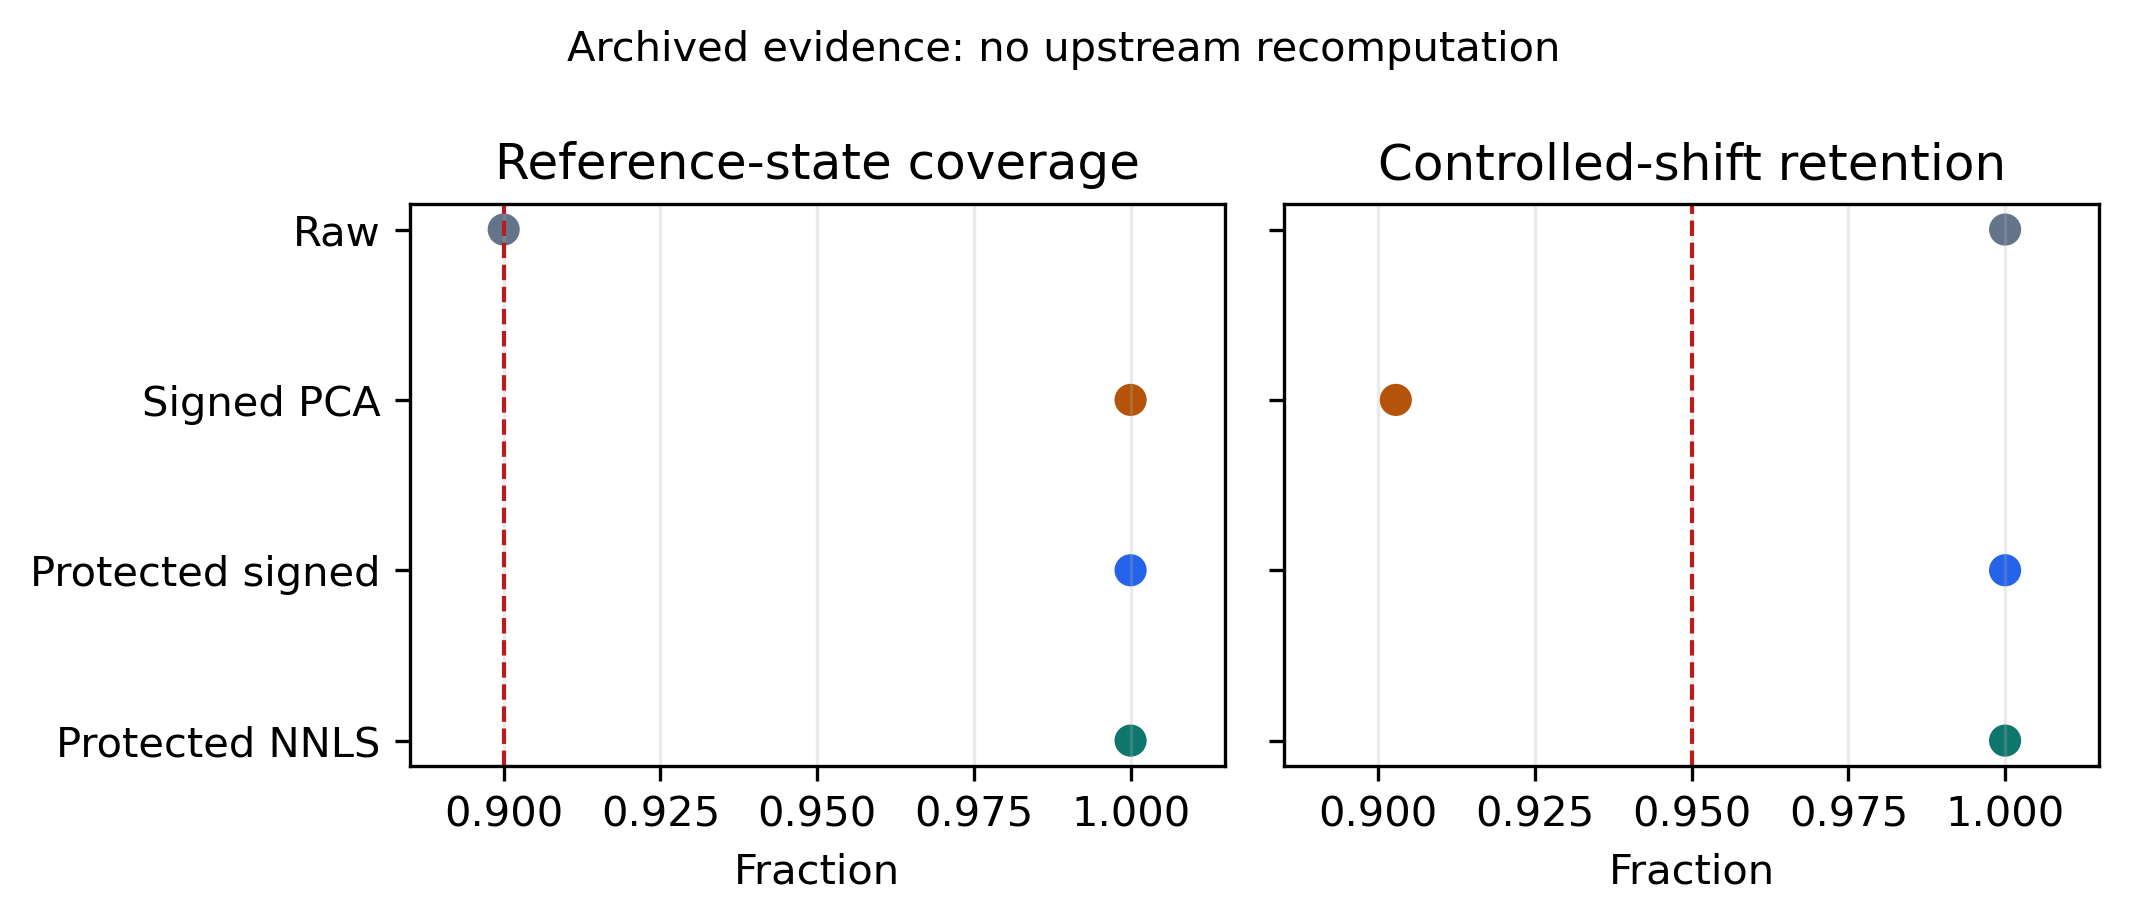 Archived evidence: no upstream recomputation
Reference-state coverage
Controlled-shift retention
Raw
Signed PCA
Protected signed
Protected NNLS
0.900 0.925 0.950 0.975 1.000
0.900 0.925 0.950 0.975 1.000
Fraction
Fraction